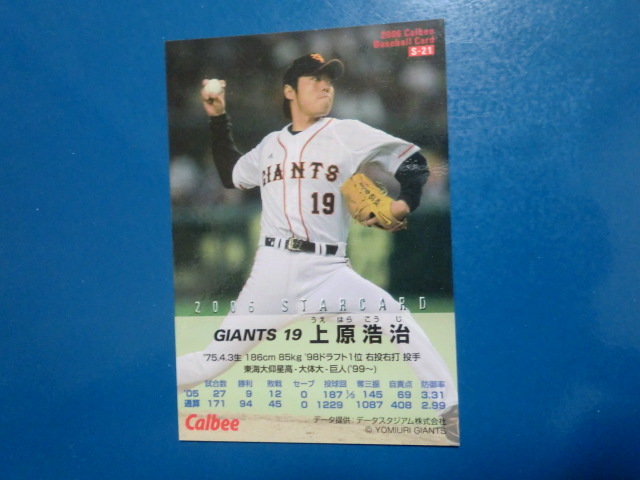 2006 Calbee
Baseball Card
S-21
GIANTS
19
2006 STARCARD
うえ はら こう じ
GIANTS 19 上原浩治
'75.4.3生 186cm 85kg '98ドラフト1位 右投右打 投手
東海大仰星高-大体大-巨人('99〜)
試合数 勝利 敗戦 セーブ 投球回 奪三振 自責点 防御率
'05 27 9 12 0 187 1/3 145 69 3.31
通算 171 94 45 0 1229 1087 408 2.99
Calbee
データ提供：データスタジアム株式会社
© YOMIURI GIANTS